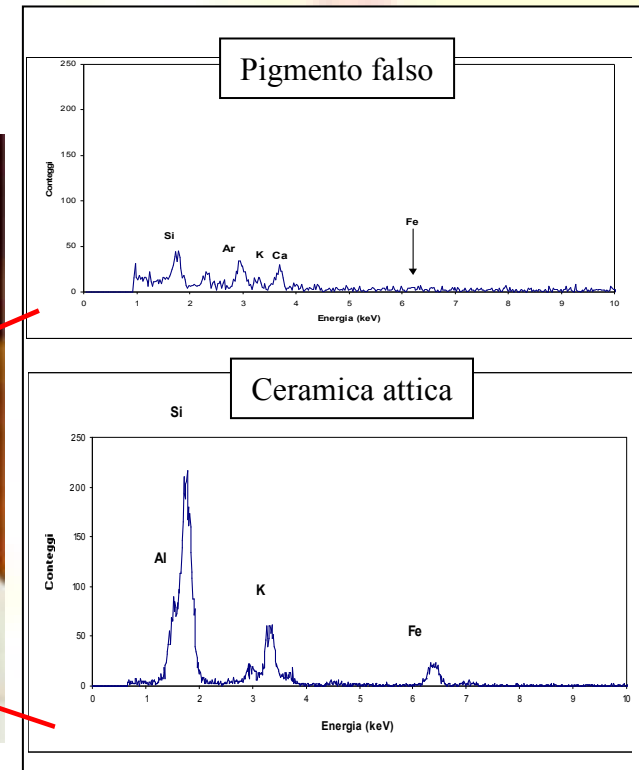 Pigmento falso
250
200
150
100
50
0
Conteggi
Si
Ar
K
Ca
Fe
0 1 2 3 4 5 6 7 8 9 10
Energia (keV)
Ceramica attica
Si
250
200
150
100
50
0
Conteggi
Al
K
Fe
0 1 2 3 4 5 6 7 8 9 10
Energia (keV)